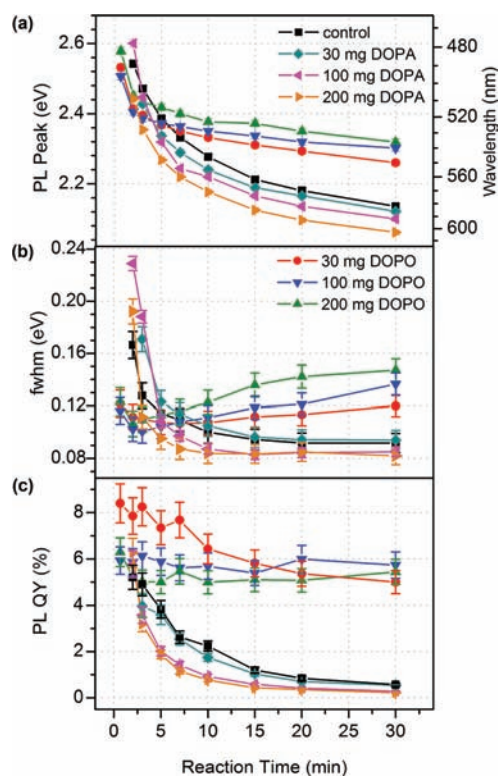 (a)
control
30 mg DOPA
100 mg DOPA
200 mg DOPA
PL Peak (eV)
2.6
2.4
2.2
Wavelength (nm)
480
520
550
590
(b)
30 mg DOPO
100 mg DOPO
200 mg DOPO
fwhm (eV)
0.24
0.20
0.16
0.12
0.08
(c)
PL QY (%)
8
6
4
2
0
0 5 10 15 20 25 30
Reaction Time (min)